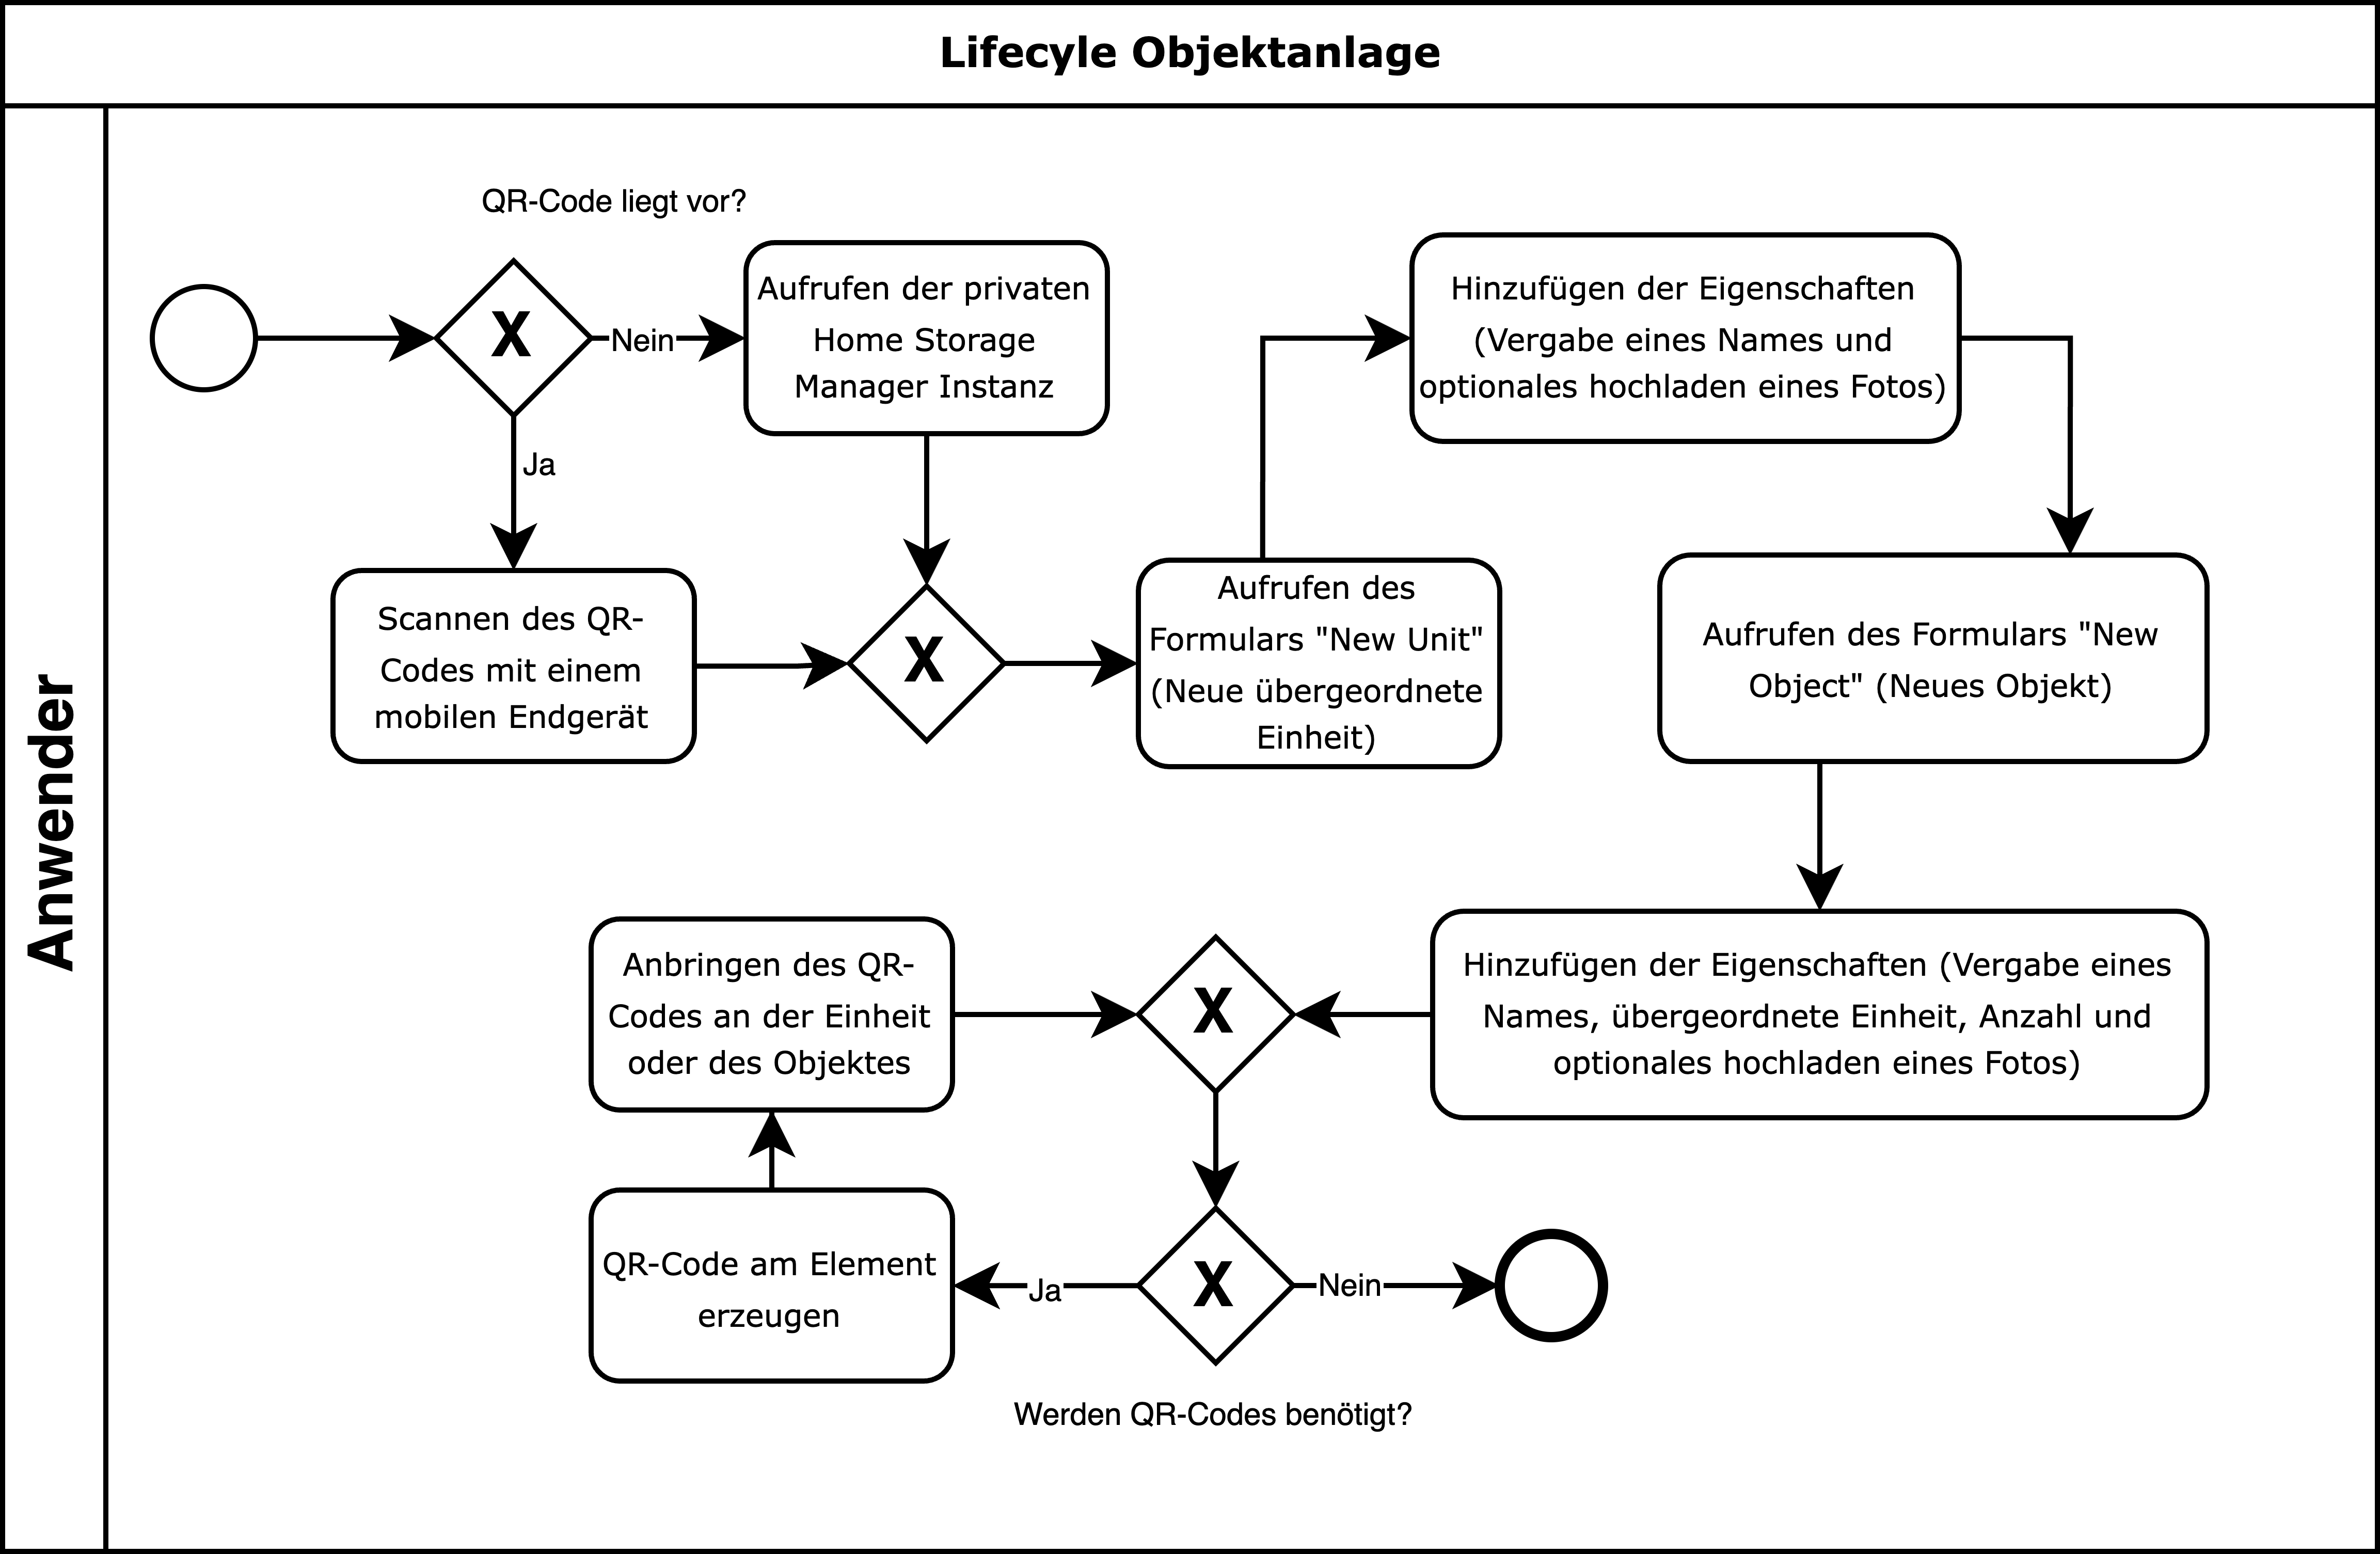 Lifecyle Objektanlage
Anwender
QR-Code liegt vor?
X
Nein
Ja
Aufrufen der privaten
Home Storage
Manager Instanz
Scannen des QR-
Codes mit einem
mobilen Endgerät
X
Aufrufen des
Formulars "New Unit"
(Neue übergeordnete
Einheit)
Hinzufügen der Eigenschaften
(Vergabe eines Names und
optionales hochladen eines Fotos)
Aufrufen des Formulars "New
Object" (Neues Objekt)
Hinzufügen der Eigenschaften (Vergabe eines
Names, übergeordnete Einheit, Anzahl und
optionales hochladen eines Fotos)
X
Anbringen des QR-
Codes an der Einheit
oder des Objektes
QR-Code am Element
erzeugen
Ja
X
Nein
Werden QR-Codes benötigt?